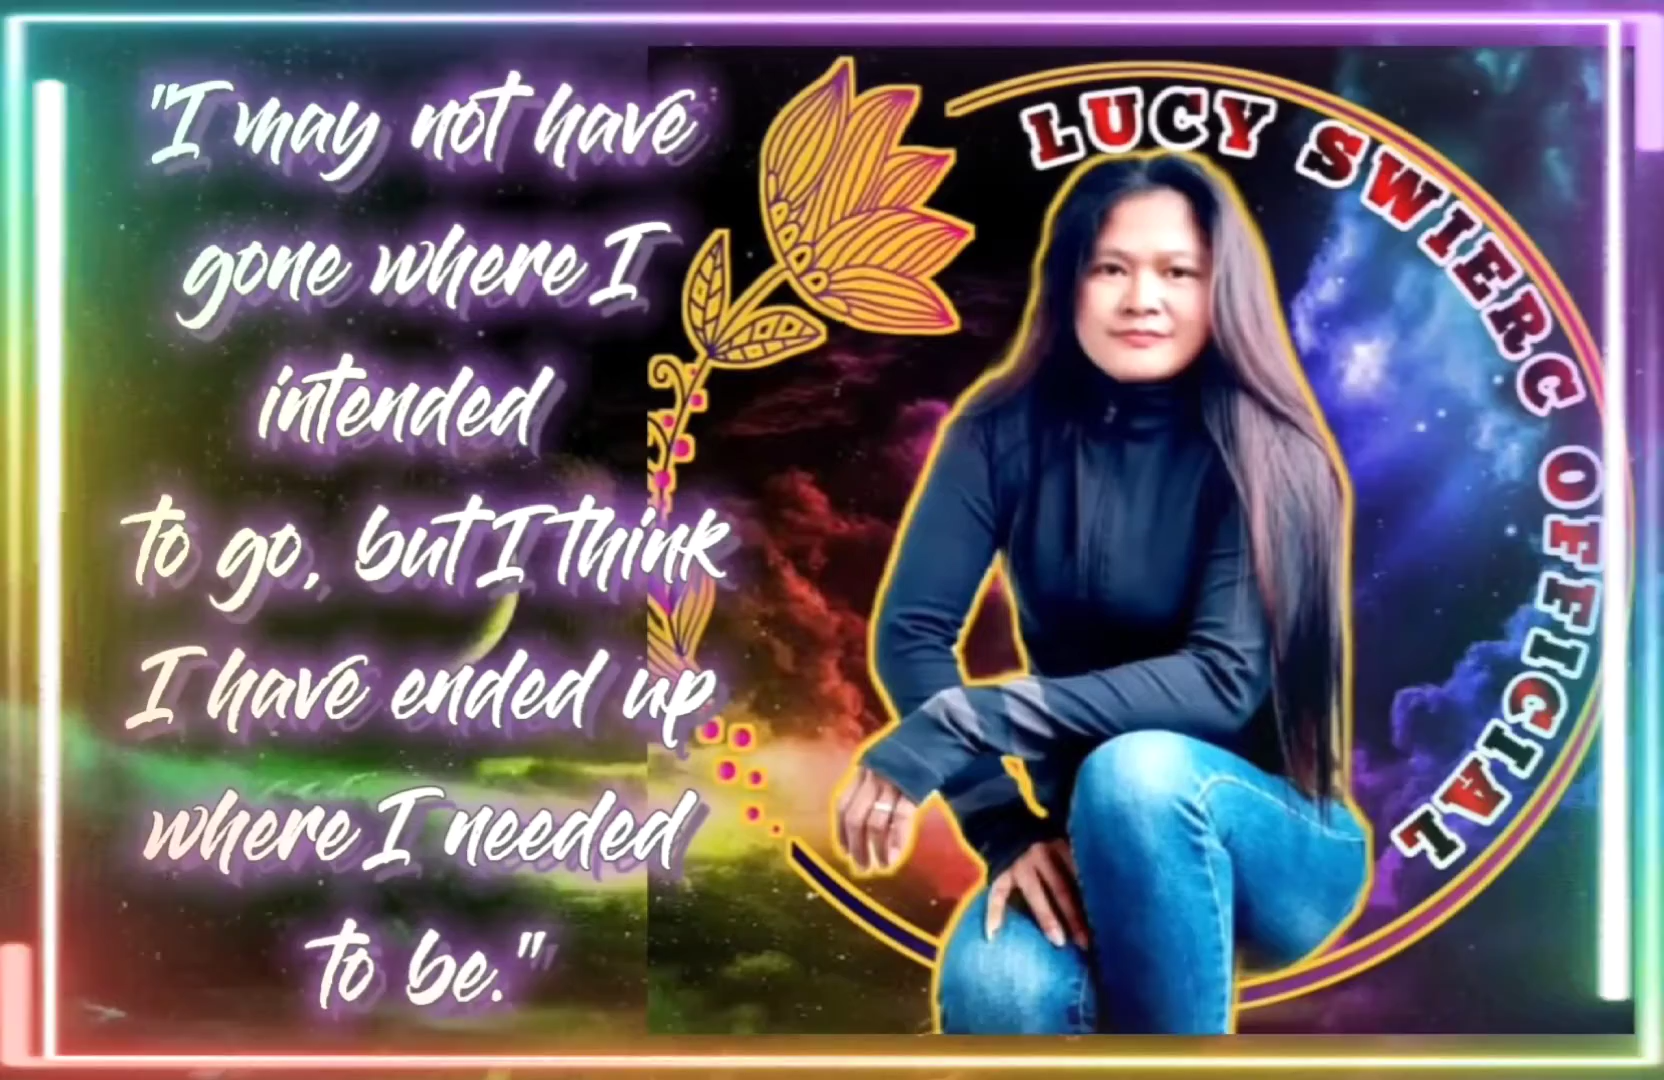 "I may not have
gone where I
intended
to go, but I think
I have ended up
where I needed
to be."
LUCY SWIERC OFFICIAL